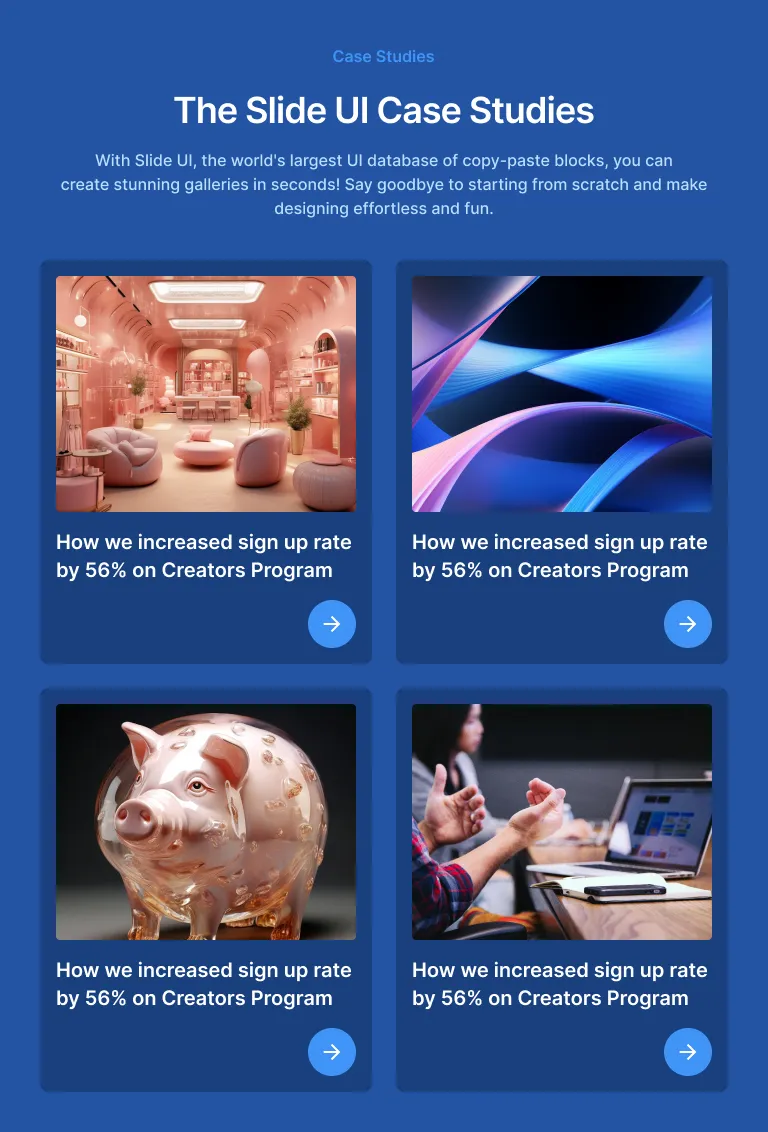 Case Studies
The Slide UI Case Studies
With Slide UI, the world's largest UI database of copy-paste blocks, you can
create stunning galleries in seconds! Say goodbye to starting from scratch and make
designing effortless and fun.
How we increased sign up rate
by 56% on Creators Program
How we increased sign up rate
by 56% on Creators Program
How we increased sign up rate
by 56% on Creators Program
How we increased sign up rate
by 56% on Creators Program